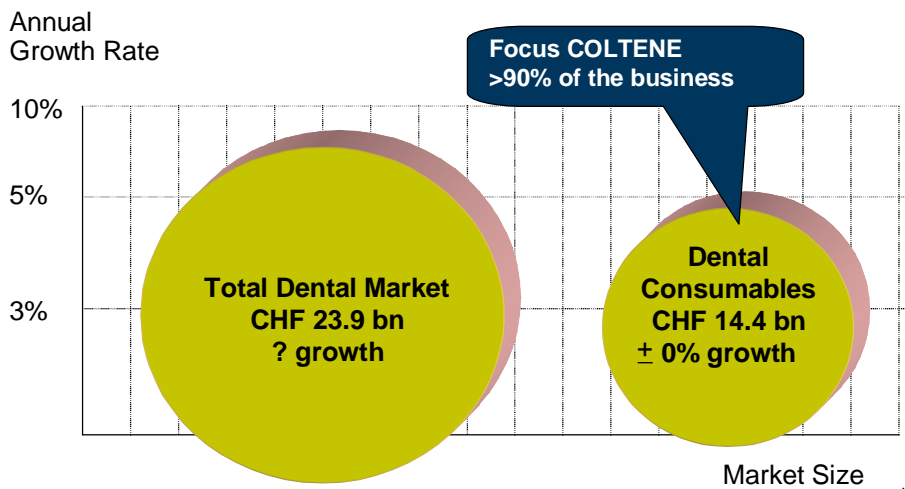 Annual
Growth Rate
Focus COLTENE
>90% of the business
10%
5%
3%
Total Dental Market
CHF 23.9 bn
? growth
Dental
Consumables
CHF 14.4 bn
± 0% growth
Market Size